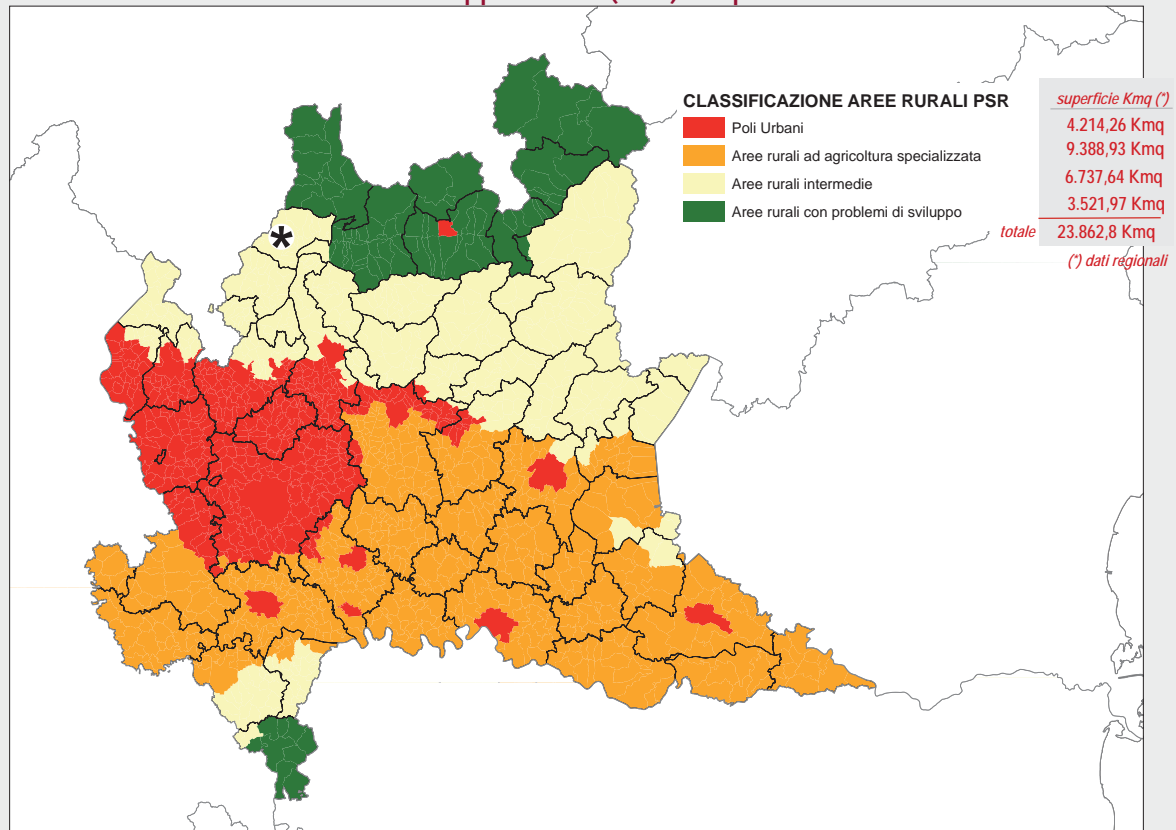 CLASSIFICAZIONE AREE RURALI PSR
Poli Urbani
Aree rurali ad agricoltura specializzata
Aree rurali intermedie
Aree rurali con problemi di sviluppo
superficie Kmq (*)
4.214,26 Kmq
9.388,93 Kmq
6.737,64 Kmq
3.521,97 Kmq
totale 23.862,8 Kmq
(*) dati regionali
*